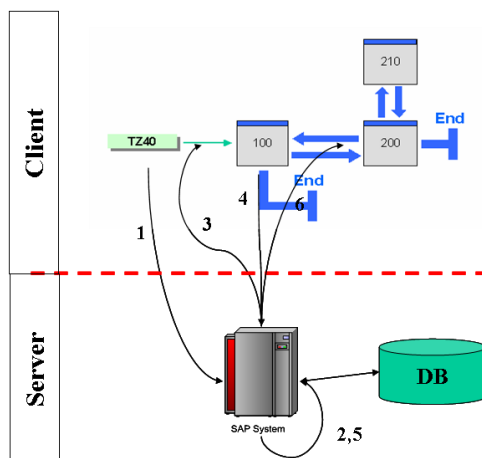 Client
210
End
TZ40
100
200
End
1
3
4
6
Server
DB
SAP System
2,5